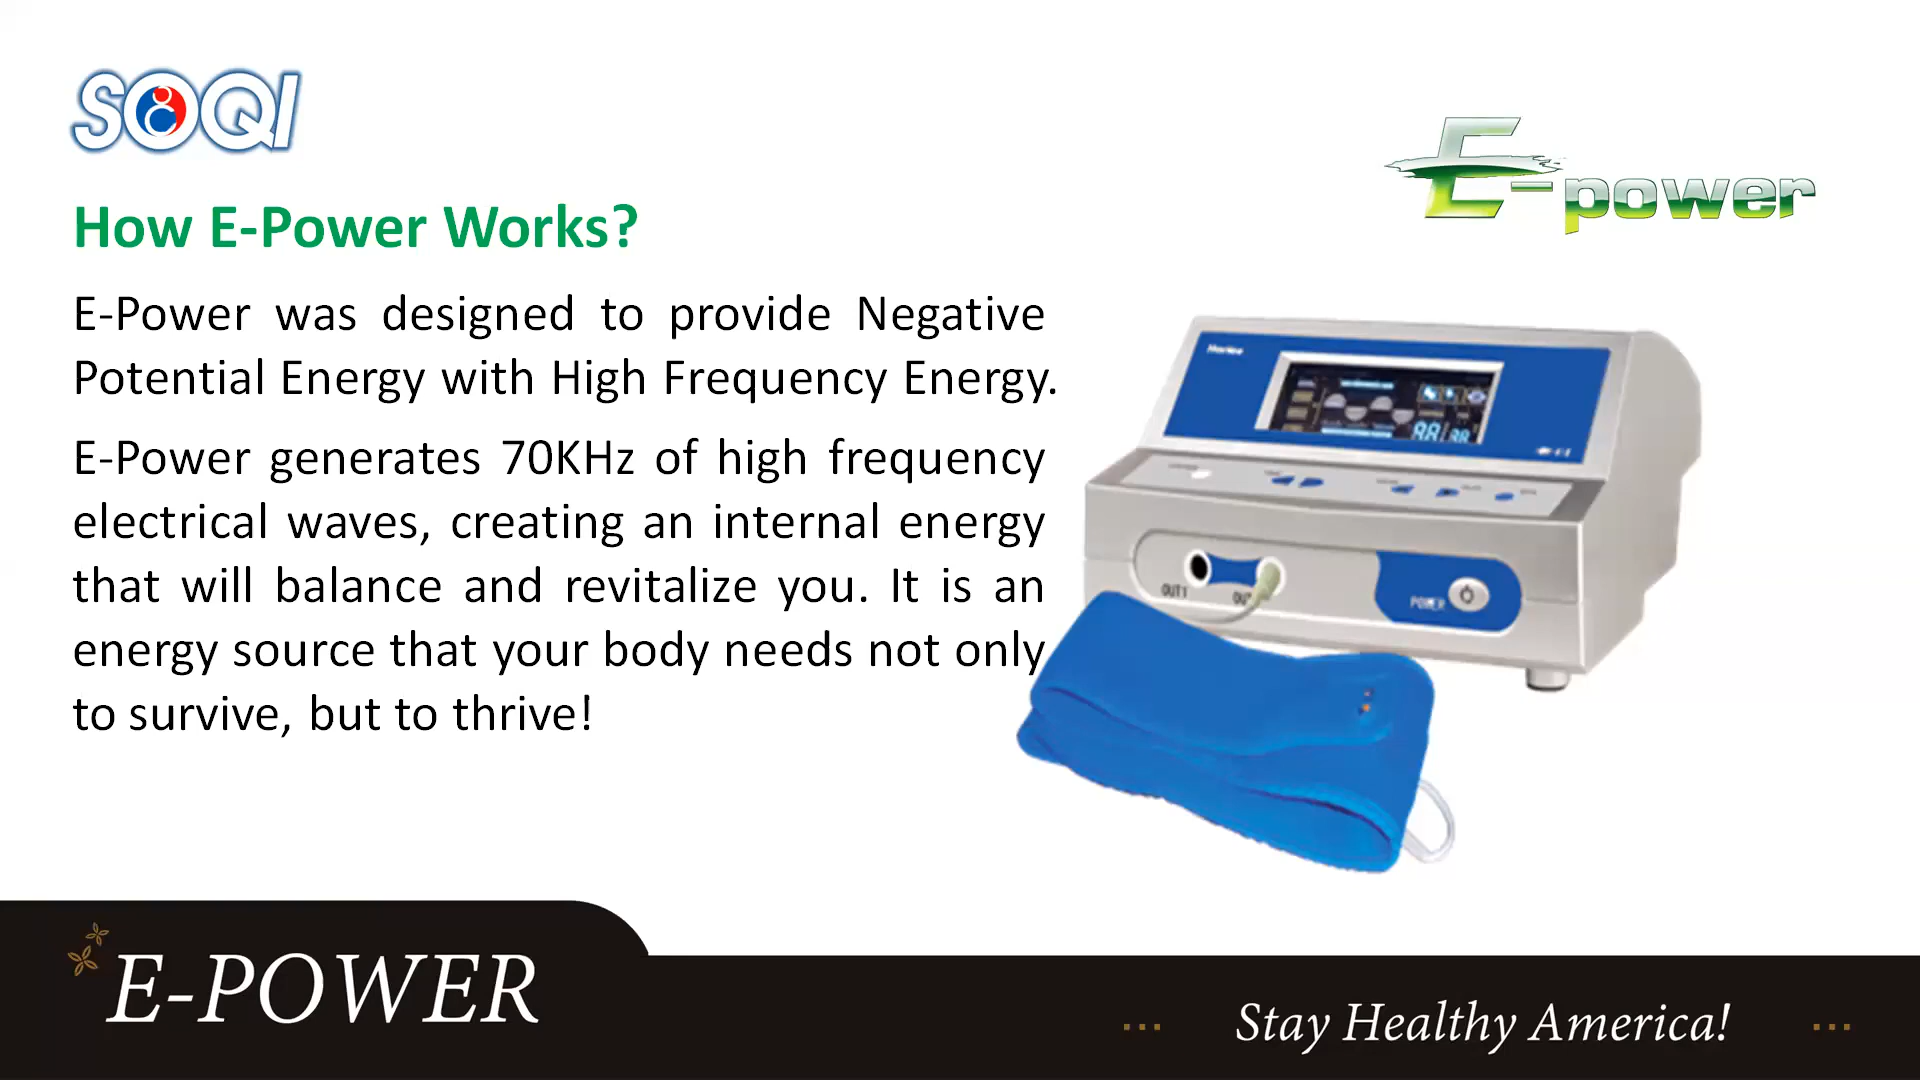 SOQI
E-power
How E-Power Works?
E-Power was designed to provide Negative
Potential Energy with High Frequency Energy.
E-Power generates 70KHz of high frequency
electrical waves, creating an internal energy
that will balance and revitalize you. It is an
energy source that your body needs not only
to survive, but to thrive!
88 88
OUT1
POWER
E-POWER
Stay Healthy America!